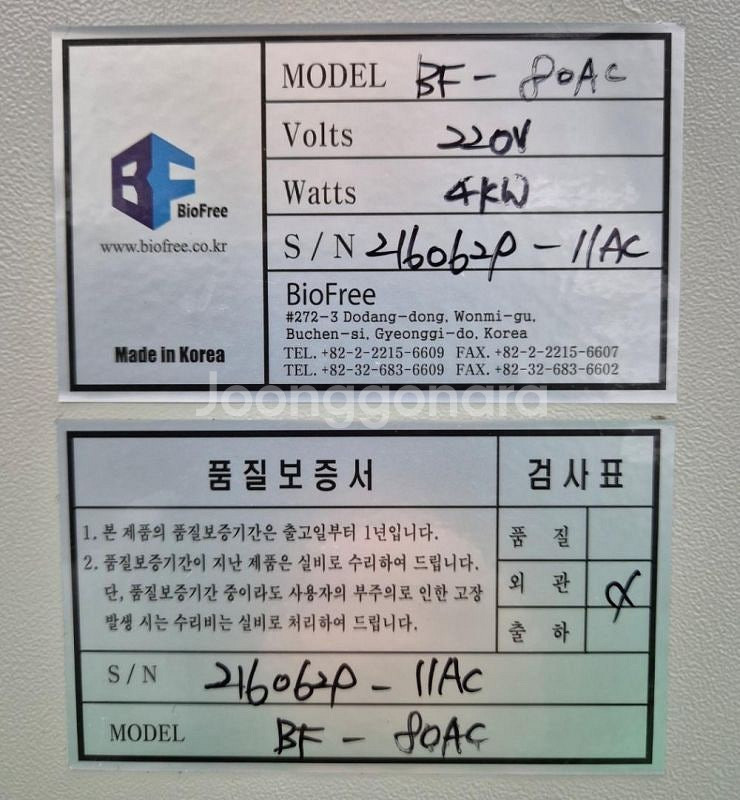 MODEL BF - 80AC
Volts 220V
Watts 4KW
S / N 216062P - 11AC
BF BioFree
www.biofree.co.kr
Made in Korea
BioFree
#272-3 Dodang-dong, Wonmi-gu,
Buchen-si, Gyeonggi-do, Korea
TEL. +82-2-2215-6609 FAX. +82-2-2215-6607
TEL. +82-32-683-6609 FAX. +82-32-683-6602
Joonggonara
품질보증서
1. 본 제품의 품질보증기간은 출고일부터 1년입니다.
2. 품질보증기간이 지난 제품은 실비로 수리하여 드립니다.
단, 품질보증기간 중이라도 사용자의 부주의로 인한 고장
발생 시는 수리비는 실비로 처리하여 드립니다.
검사표
품 질
외 관
출 하
S / N 216062P - 11AC
MODEL BF - 80AC